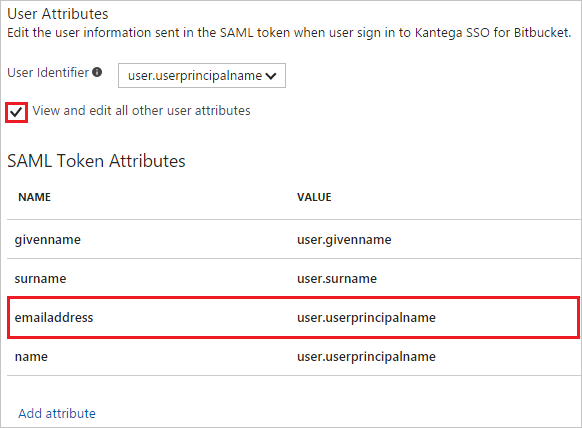 User Attributes
Edit the user information sent in the SAML token when user sign in to Kantega SSO for Bitbucket.
User Identifier user.userprincipalname
View and edit all other user attributes
SAML Token Attributes
NAME VALUE
givenname user.givenname
surname user.surname
emailaddress user.userprincipalname
name user.userprincipalname
Add attribute